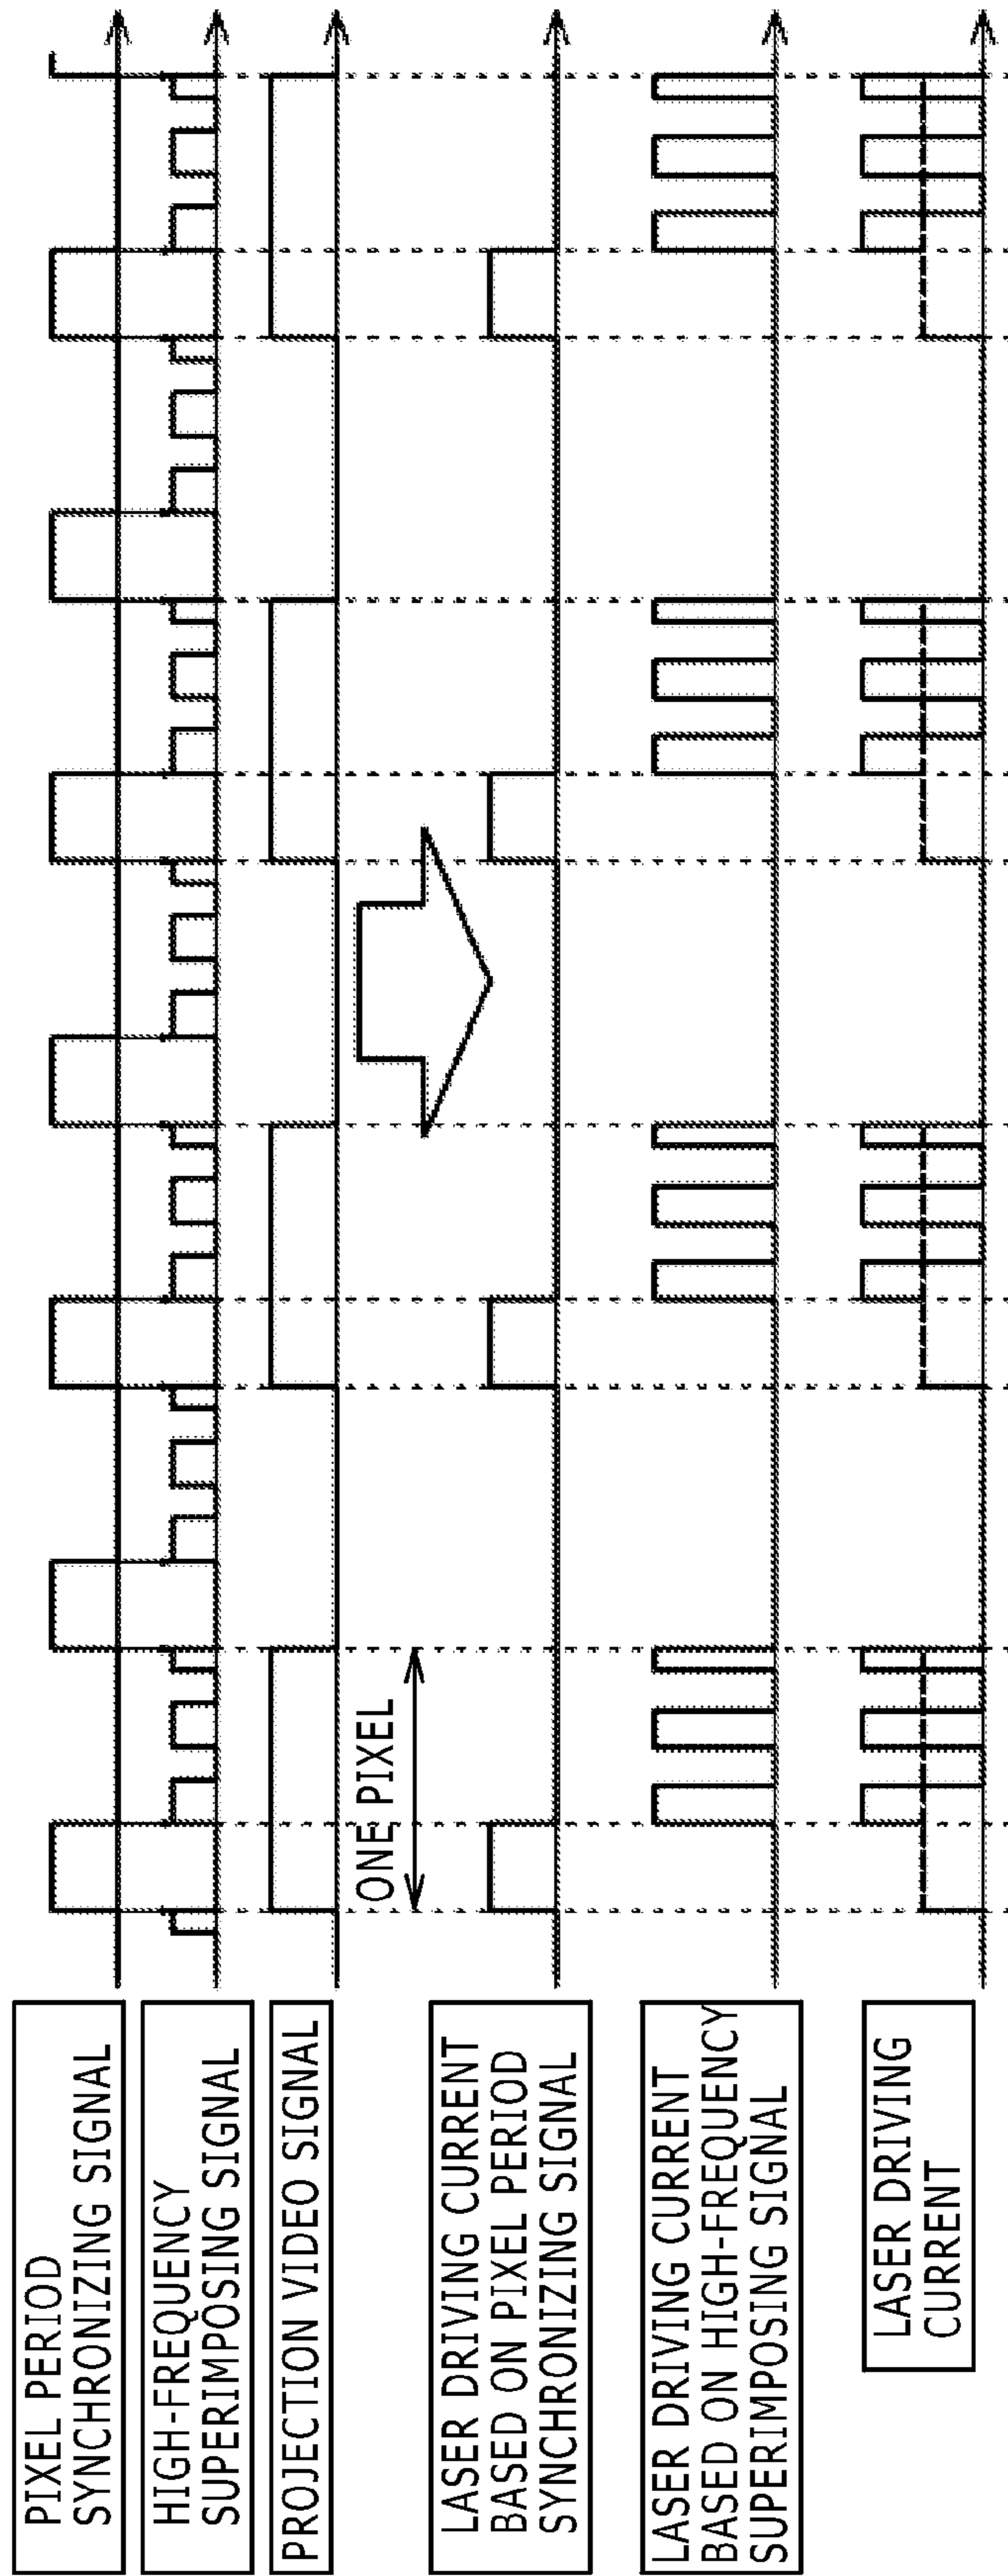 PIXEL PERIOD
SYNCHRONIZING SIGNAL
HIGH-FREQUENCY
SUPERIMPOSING SIGNAL
PROJECTION VIDEO SIGNAL
ONE PIXEL
LASER DRIVING CURRENT
BASED ON PIXEL PERIOD
SYNCHRONIZING SIGNAL
LASER DRIVING CURRENT
BASED ON HIGH-FREQUENCY
SUPERIMPOSING SIGNAL
LASER DRIVING
CURRENT